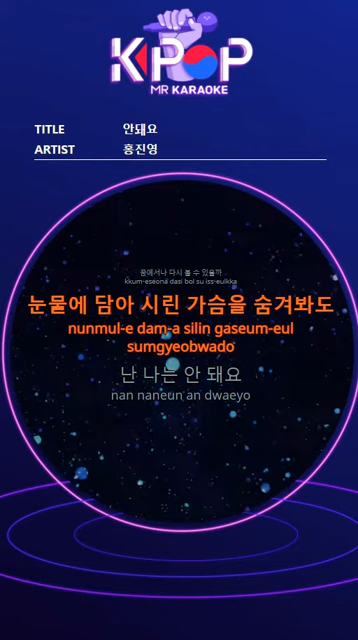 KPOP
MR KARAOKE
TITLE 안돼요
ARTIST 홍진영
꿈에서나 다시 볼 수 있을까
kkum-eseona dasi bol su iss-eulkka
눈물에 담아 시린 가슴을 숨겨봐도
nunmul-e dam-a silin gaseum-eul
sumgyeobwado
난 나는 안 돼요
nan naneun an dwaeyo